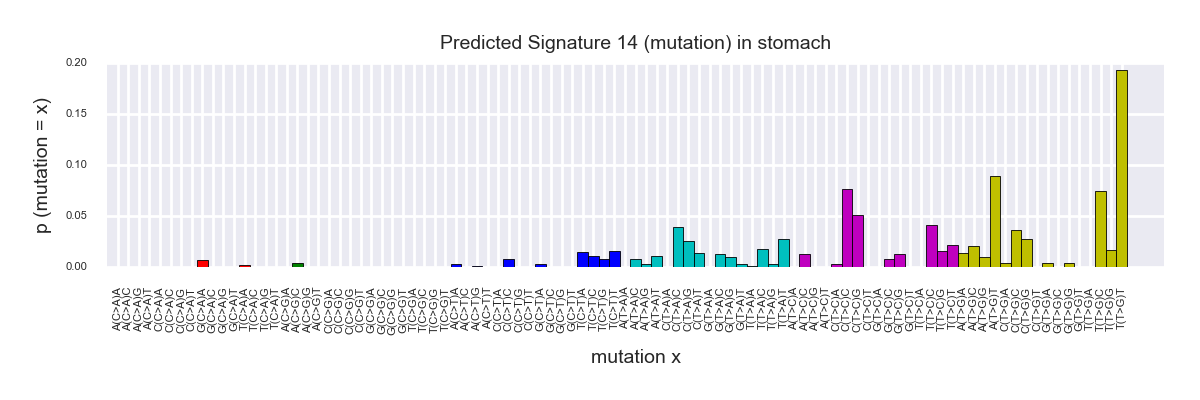 Predicted Signature 14 (mutation) in stomach
p (mutation = x)
0.20
0.15
0.10
0.05
0.00
A(C>A)A
A(C>A)C
A(C>A)G
A(C>A)T
C(C>A)A
C(C>A)C
C(C>A)G
C(C>A)T
G(C>A)A
G(C>A)C
G(C>A)G
G(C>A)T
T(C>A)A
T(C>A)C
T(C>A)G
T(C>A)T
A(C>G)A
A(C>G)C
A(C>G)G
A(C>G)T
C(C>G)A
C(C>G)C
C(C>G)G
C(C>G)T
G(C>G)A
G(C>G)C
G(C>G)G
G(C>G)T
T(C>G)A
T(C>G)C
T(C>G)G
T(C>G)T
A(C>T)A
A(C>T)C
A(C>T)G
A(C>T)T
C(C>T)A
C(C>T)C
C(C>T)G
C(C>T)T
G(C>T)A
G(C>T)C
G(C>T)G
G(C>T)T
T(C>T)A
T(C>T)C
T(C>T)G
T(C>T)T
A(T>A)A
A(T>A)C
A(T>A)G
A(T>A)T
C(T>A)A
C(T>A)C
C(T>A)G
C(T>A)T
G(T>A)A
G(T>A)C
G(T>A)G
G(T>A)T
T(T>A)A
T(T>A)C
T(T>A)G
T(T>A)T
A(T>C)A
A(T>C)C
A(T>C)G
A(T>C)T
C(T>C)A
C(T>C)C
C(T>C)G
C(T>C)T
G(T>C)A
G(T>C)C
G(T>C)G
G(T>C)T
T(T>C)A
T(T>C)C
T(T>C)G
T(T>C)T
A(T>G)A
A(T>G)C
A(T>G)G
A(T>G)T
C(T>G)A
C(T>G)C
C(T>G)G
C(T>G)T
G(T>G)A
G(T>G)C
G(T>G)G
G(T>G)T
T(T>G)A
T(T>G)C
T(T>G)G
T(T>G)T
mutation x